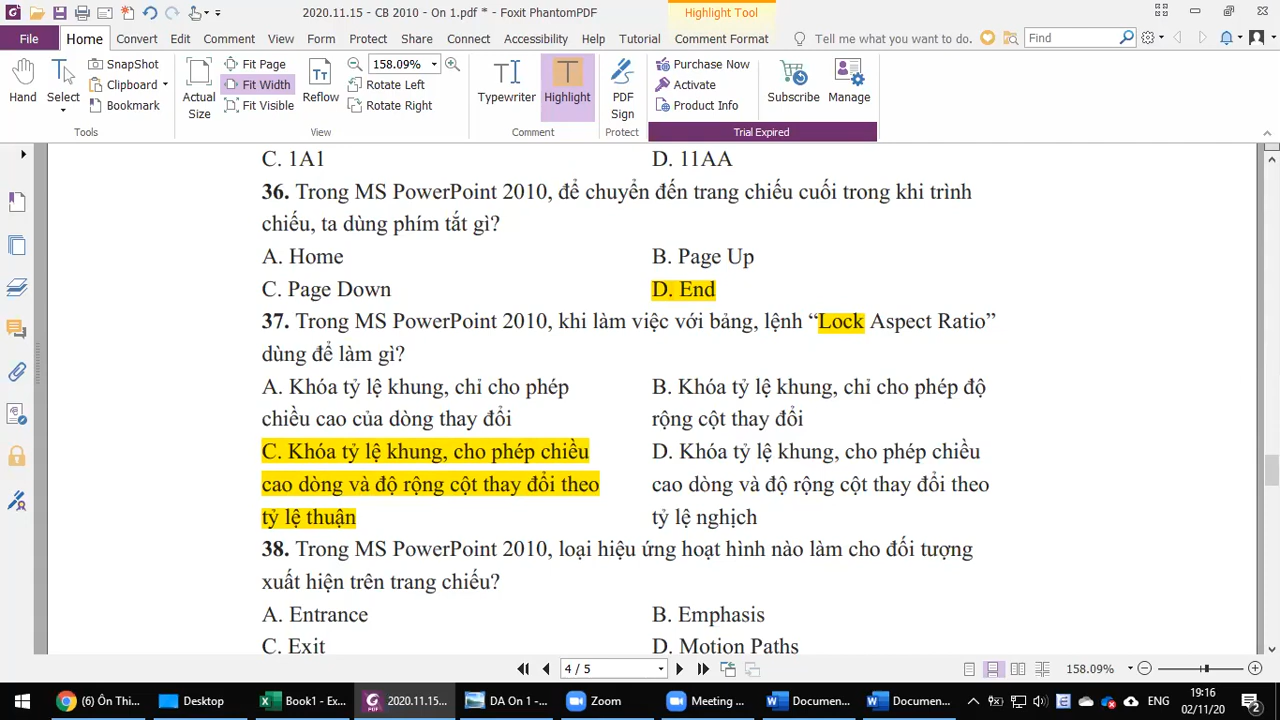 2020.11.15 - CB 2010 - On 1.pdf * - Foxit PhantomPDF
Highlight Tool
File Home Convert Edit Comment View Form Protect Share Connect Accessibility Help Tutorial Comment Format Tell me what you want to do.. Find
Hand
Select
SnapShot
Clipboard
Bookmark
Tools
Actual
Size
Fit Page
Fit Width
Fit Visible
Reflow
158.09%
Rotate Left
Rotate Right
View
Typewriter
Highlight
Comment
PDF
Sign
Protect
Purchase Now
Activate
Product Info
Trial Expired
Subscribe
Manage
C. 1A1 D. 11AA
36. Trong MS PowerPoint 2010, để chuyển đến trang chiếu cuối trong khi trình
chiếu, ta dùng phím tắt gì?
A. Home B. Page Up
C. Page Down D. End
37. Trong MS PowerPoint 2010, khi làm việc với bảng, lệnh “Lock Aspect Ratio”
dùng để làm gì?
A. Khóa tỷ lệ khung, chỉ cho phép
chiều cao của dòng thay đổi
B. Khóa tỷ lệ khung, chỉ cho phép độ
rộng cột thay đổi
C. Khóa tỷ lệ khung, cho phép chiều
cao dòng và độ rộng cột thay đổi theo
tỷ lệ thuận
D. Khóa tỷ lệ khung, cho phép chiều
cao dòng và độ rộng cột thay đổi theo
tỷ lệ nghịch
38. Trong MS PowerPoint 2010, loại hiệu ứng hoạt hình nào làm cho đối tượng
xuất hiện trên trang chiếu?
A. Entrance B. Emphasis
C. Exit D. Motion Paths
4 / 5
158.09%
(6) Ôn Thi... Desktop Book1 - Ex... 2020.11.15... DA On 1 -... Zoom Meeting ... Documen... Documen... ENG
19:16
02/11/20
2